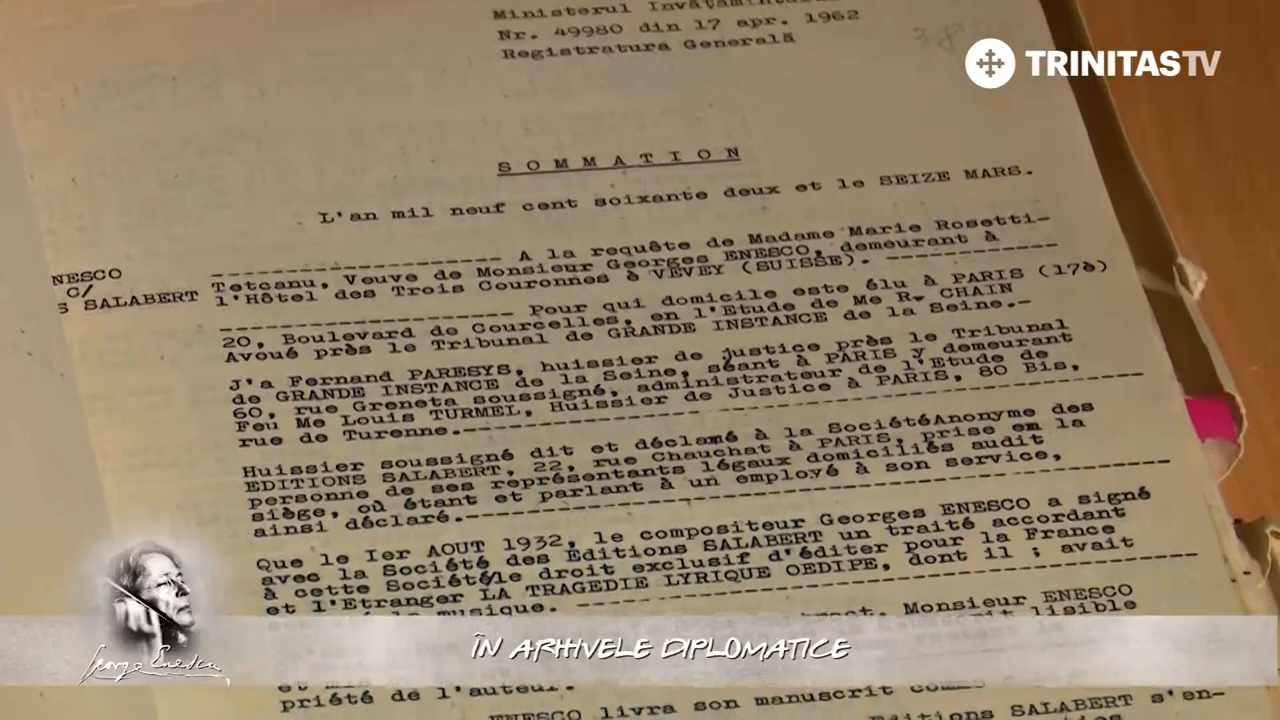 Ministerul Invăţămîntului
Nr. 49980 din 17 apr. 1962
Registratura Generală
38
TRINITAS TV
S O M M A T I O N
L'an mil neuf cent soixante deux et le SEIZE MARS.
NESCO
C/
S SALABERT
-------------------- A la requête de Madame Marie Rosetti-
Tetcanu, Veuve de Monsieur Georges ENESCO, demeurant à
l'Hôtel des Trois Couronnes à VEVEY (SUISSE). ------------
-------------------- Pour qui domicile este élu à PARIS (17è)
20, Boulevard de Courcelles, en l'Etude de Me R. CHAIN
Avoué près le Tribunal de GRANDE INSTANCE de la Seine.-
J'a Fernand PARESYS, huissier de justice près le Tribunal
de GRANDE INSTANCE de la Seine, séant à PARIS y demeurant
60, rue Greneta soussigné, administrateur de l'Etude de
Feu Me Louis TURMEL, Huissier de Justice à PARIS, 80 Bis,
rue de Turenne.--------------------
Huissier soussigné dit et déclamé à la SociétéAnonyme des
EDITIONS SALABERT, 22, rue Chauchat à PARIS, prise en la
personne de ses représentants légaux domiciliés audit
siège, où étant et parlant à un employé à son service,
ainsi déclaré.--------------------
Que le Ier AOUT 1932, le compositeur Georges ENESCO a signé
avec la Société des Editions SALABERT un traité accordant
à cette Société/le droit exclusif d'éditer pour la France
et l'Etranger LA TRAGEDIE LYRIQUE OEDIPE, dont il ; avait
musique. --------------------
Monsieur ENESCO
lisible
George Enescu
ÎN ARHIVELE DIPLOMATICE
et mis
priété de l'auteur.
ENESCO livra son manuscrit
Editions SALABERT s'en-